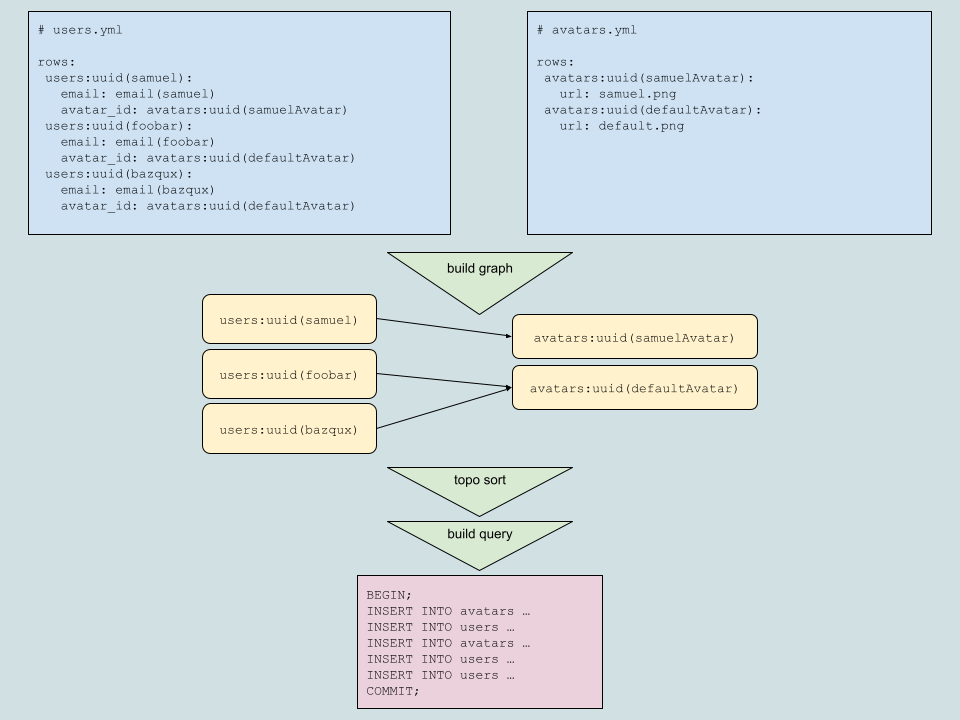 # users.yml

rows:
 users:uuid(samuel):
   email: email(samuel)
   avatar_id: avatars:uuid(samuelAvatar)
 users:uuid(foobar):
   email: email(foobar)
   avatar_id: avatars:uuid(defaultAvatar)
 users:uuid(bazqux):
   email: email(bazqux)
   avatar_id: avatars:uuid(defaultAvatar)
# avatars.yml

rows:
 avatars:uuid(samuelAvatar):
   url: samuel.png
 avatars:uuid(defaultAvatar):
   url: default.png
build graph
users:uuid(samuel)
avatars:uuid(samuelAvatar)
users:uuid(foobar)
avatars:uuid(defaultAvatar)
users:uuid(bazqux)
topo sort
build query
BEGIN;
INSERT INTO avatars …
INSERT INTO users …
INSERT INTO avatars …
INSERT INTO users …
INSERT INTO users …
COMMIT;